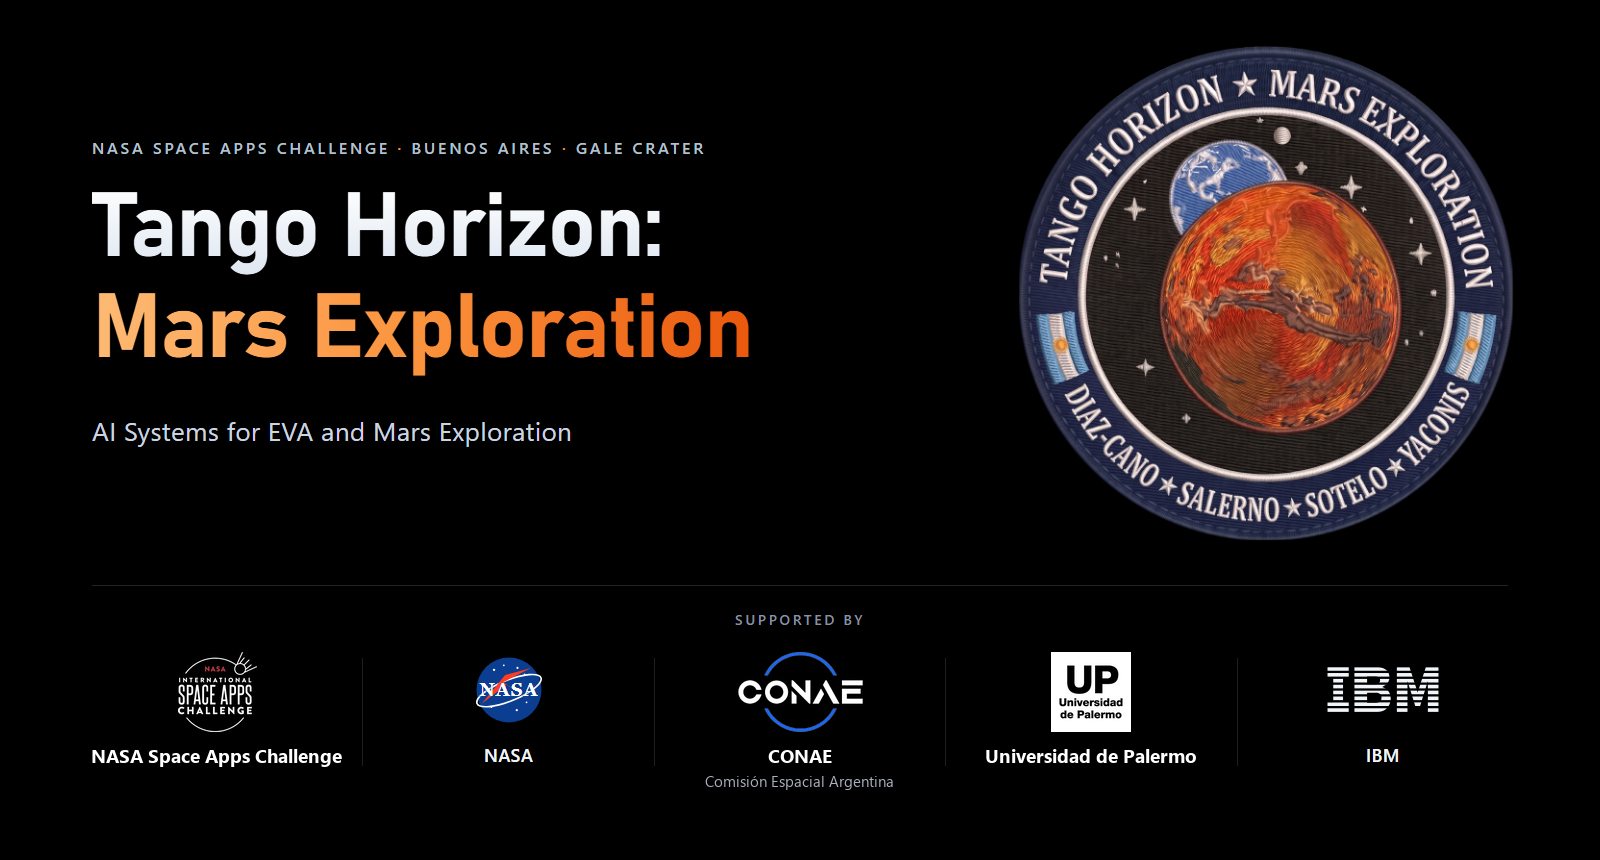 NASA SPACE APPS CHALLENGE · BUENOS AIRES · GALE CRATER
Tango Horizon:
Mars Exploration
AI Systems for EVA and Mars Exploration
TANGO HORIZON ★ MARS EXPLORATION
DIAZ-CANO ★ SALERNO ★ SOTELO ★ YACONIS
SUPPORTED BY
NASA
INTERNATIONAL
SPACE APPS
CHALLENGE
NASA Space Apps Challenge
NASA
NASA
CONAE
CONAE
Comisión Espacial Argentina
UP
Universidad
de Palermo
Universidad de Palermo
IBM
IBM